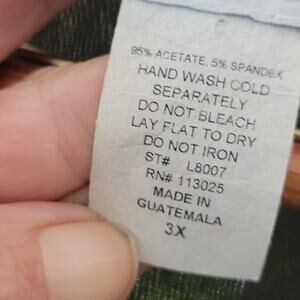 95% ACETATE, 5% SPANDEX
HAND WASH COLD
SEPARATELY
DO NOT BLEACH
LAY FLAT TO DRY
DO NOT IRON
ST# L8007
RN# 113025
MADE IN
GUATEMALA
3X